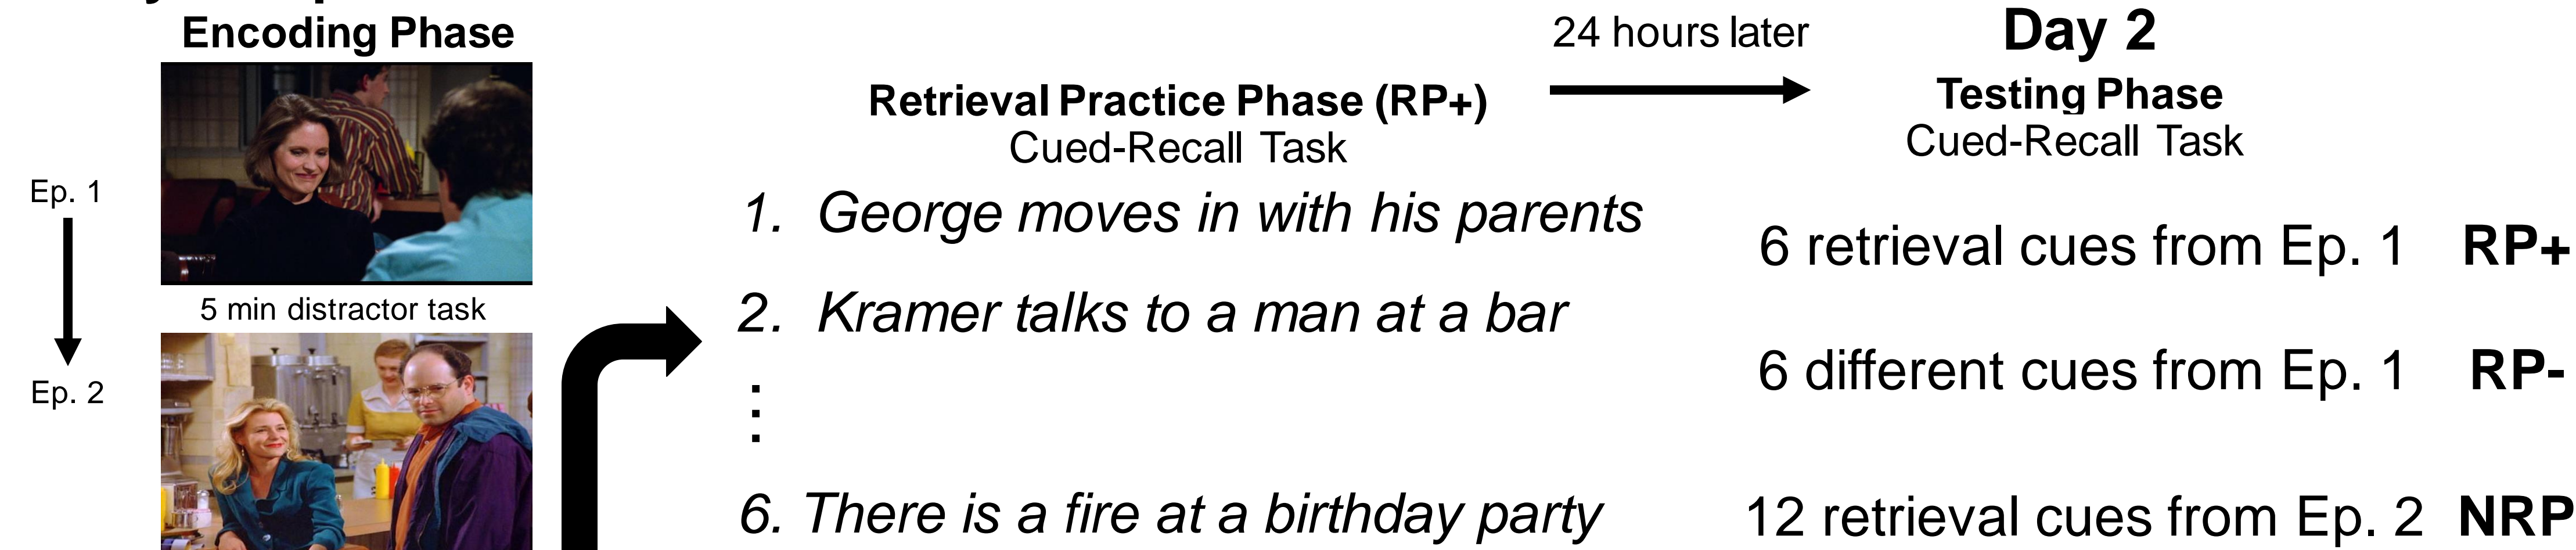 Encoding Phase
Ep. 1
5 min distractor task
Ep. 2
Retrieval Practice Phase (RP+)
Cued-Recall Task
1. George moves in with his parents
2. Kramer talks to a man at a bar
⋮
6. There is a fire at a birthday party
24 hours later
Day 2
Testing Phase
Cued-Recall Task
6 retrieval cues from Ep. 1 RP+
6 different cues from Ep. 1 RP-
12 retrieval cues from Ep. 2 NRP